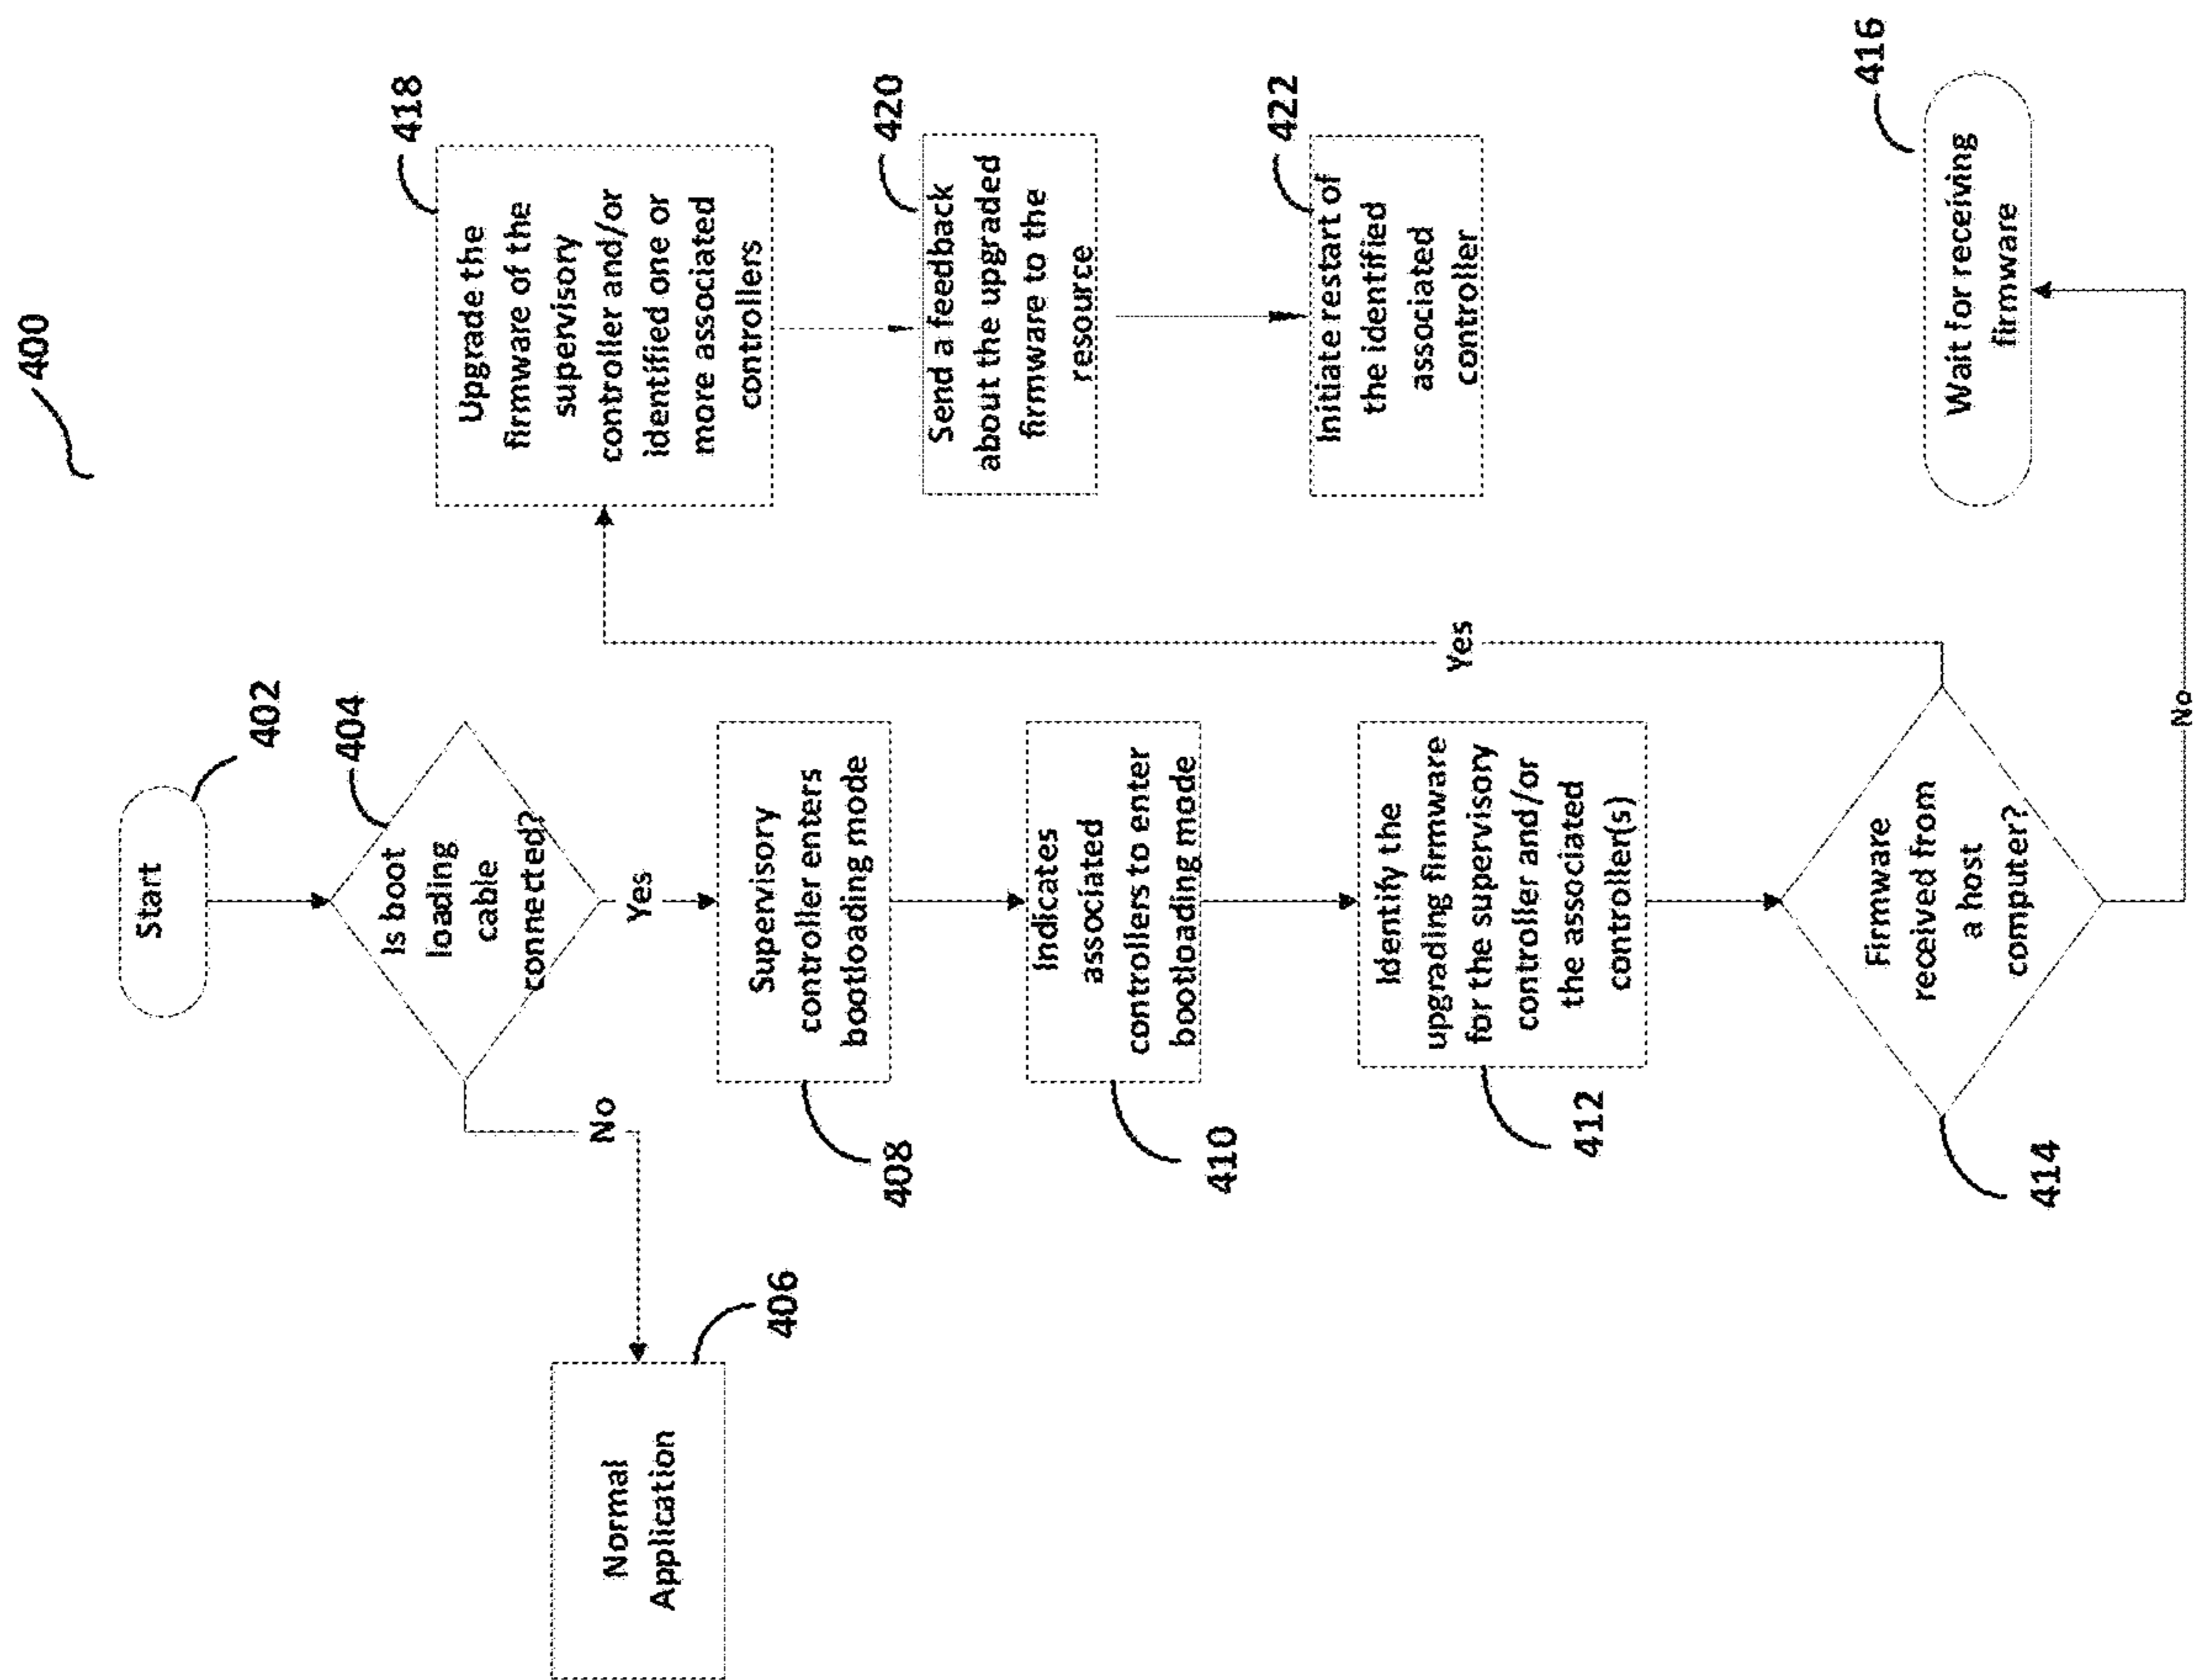 400
Start
402
Is boot
loading
cable
connected?
404
No
Normal
Application
406
Yes
Supervisory
controller enters
bootloading mode
408
Indicates
associated
controllers to enter
bootloading mode
410
Identify the
upgrading firmware
for the supervisory
controller and/or
the associated
controller(s)
412
Firmware
received from
a host
computer?
414
No
Wait for receiving
firmware
416
Yes
Upgrade the
firmware of the
supervisory
controller and/or
identified one or
more associated
controllers
418
Send a feedback
about the upgraded
firmware to the
resource
420
Initiate restart of
the identified
associated
controller
422